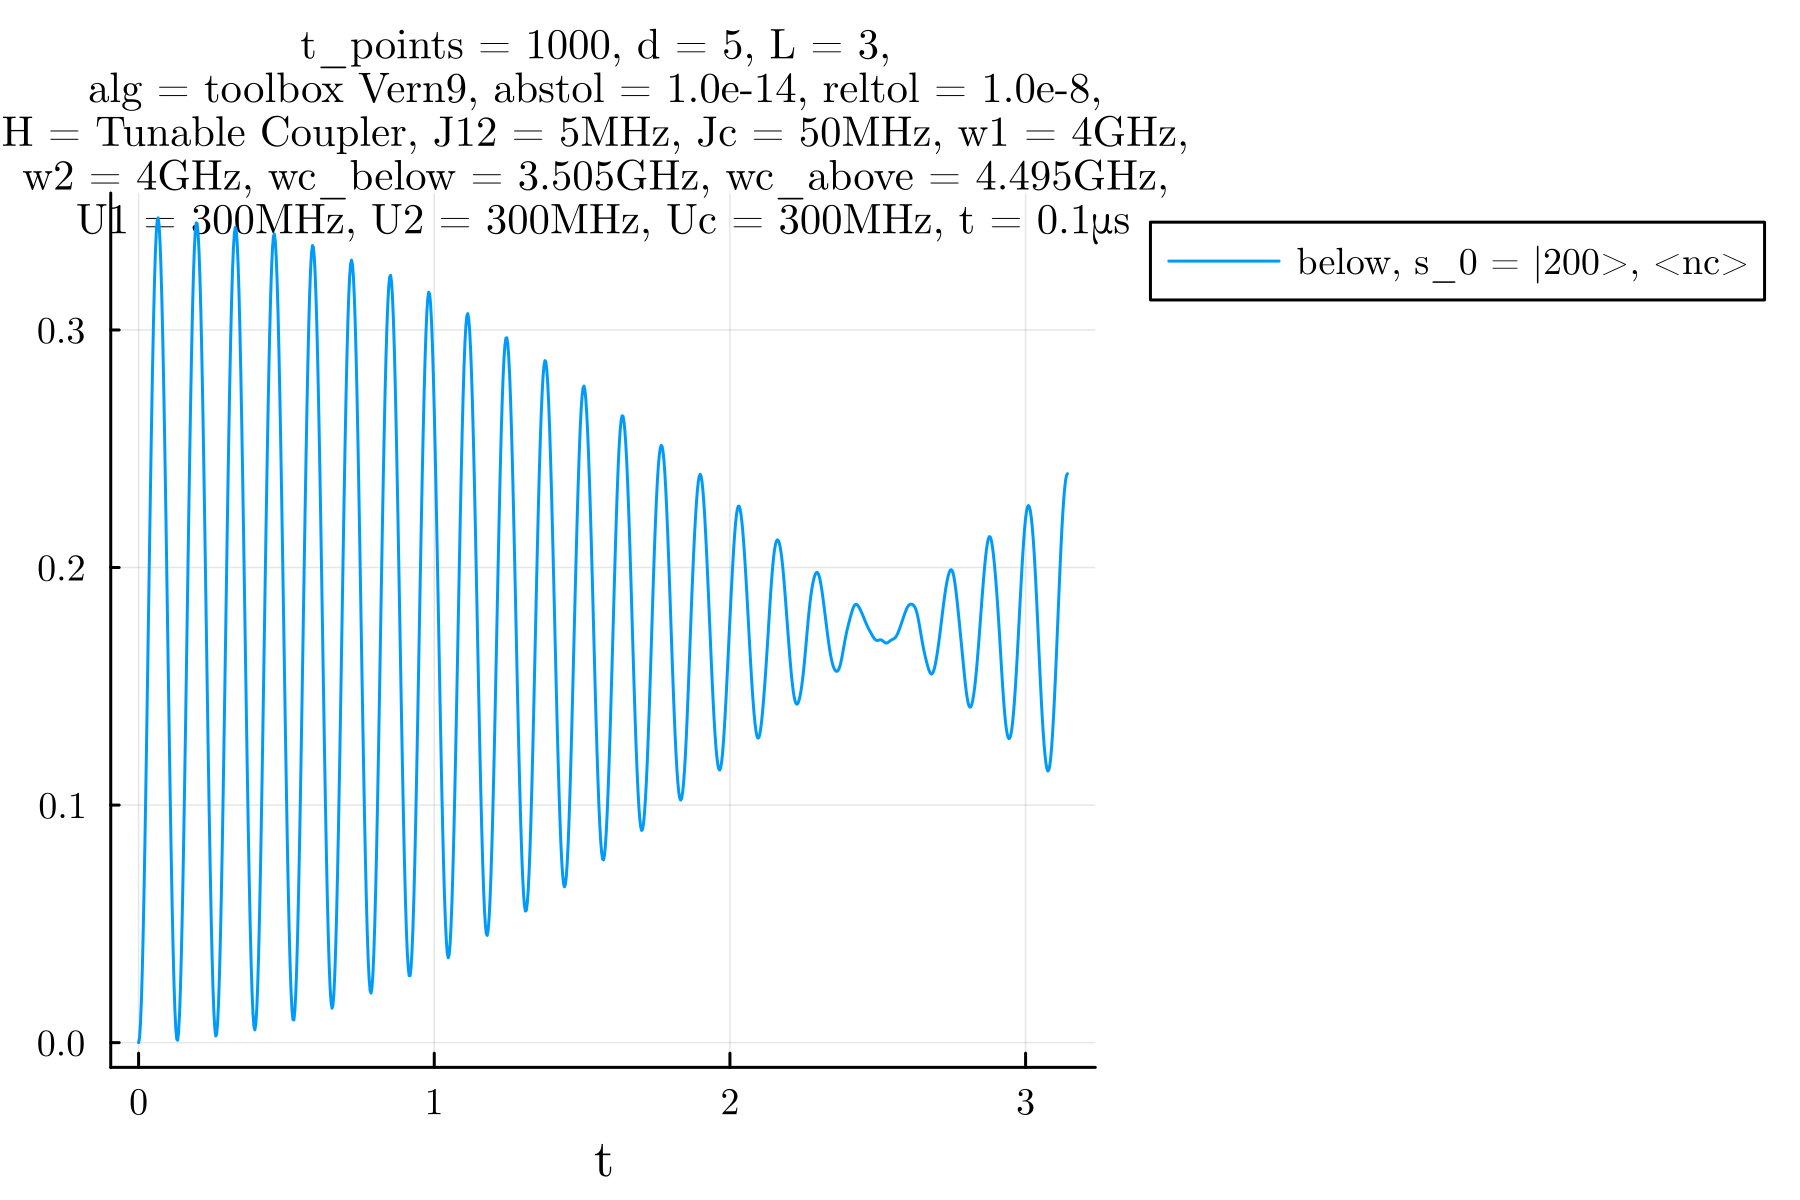 t_points = 1000, d = 5, L = 3,
alg = toolbox Vern9, abstol = 1.0e-14, reltol = 1.0e-8,
H = Tunable Coupler, J12 = 5MHz, Jc = 50MHz, w1 = 4GHz,
w2 = 4GHz, wc_below = 3.505GHz, wc_above = 4.495GHz,
U1 = 300MHz, U2 = 300MHz, Uc = 300MHz, t = 0.1μs
below, s_0 = |200>, <nc>
0.3
0.2
0.1
0.0
0 1 2 3
t